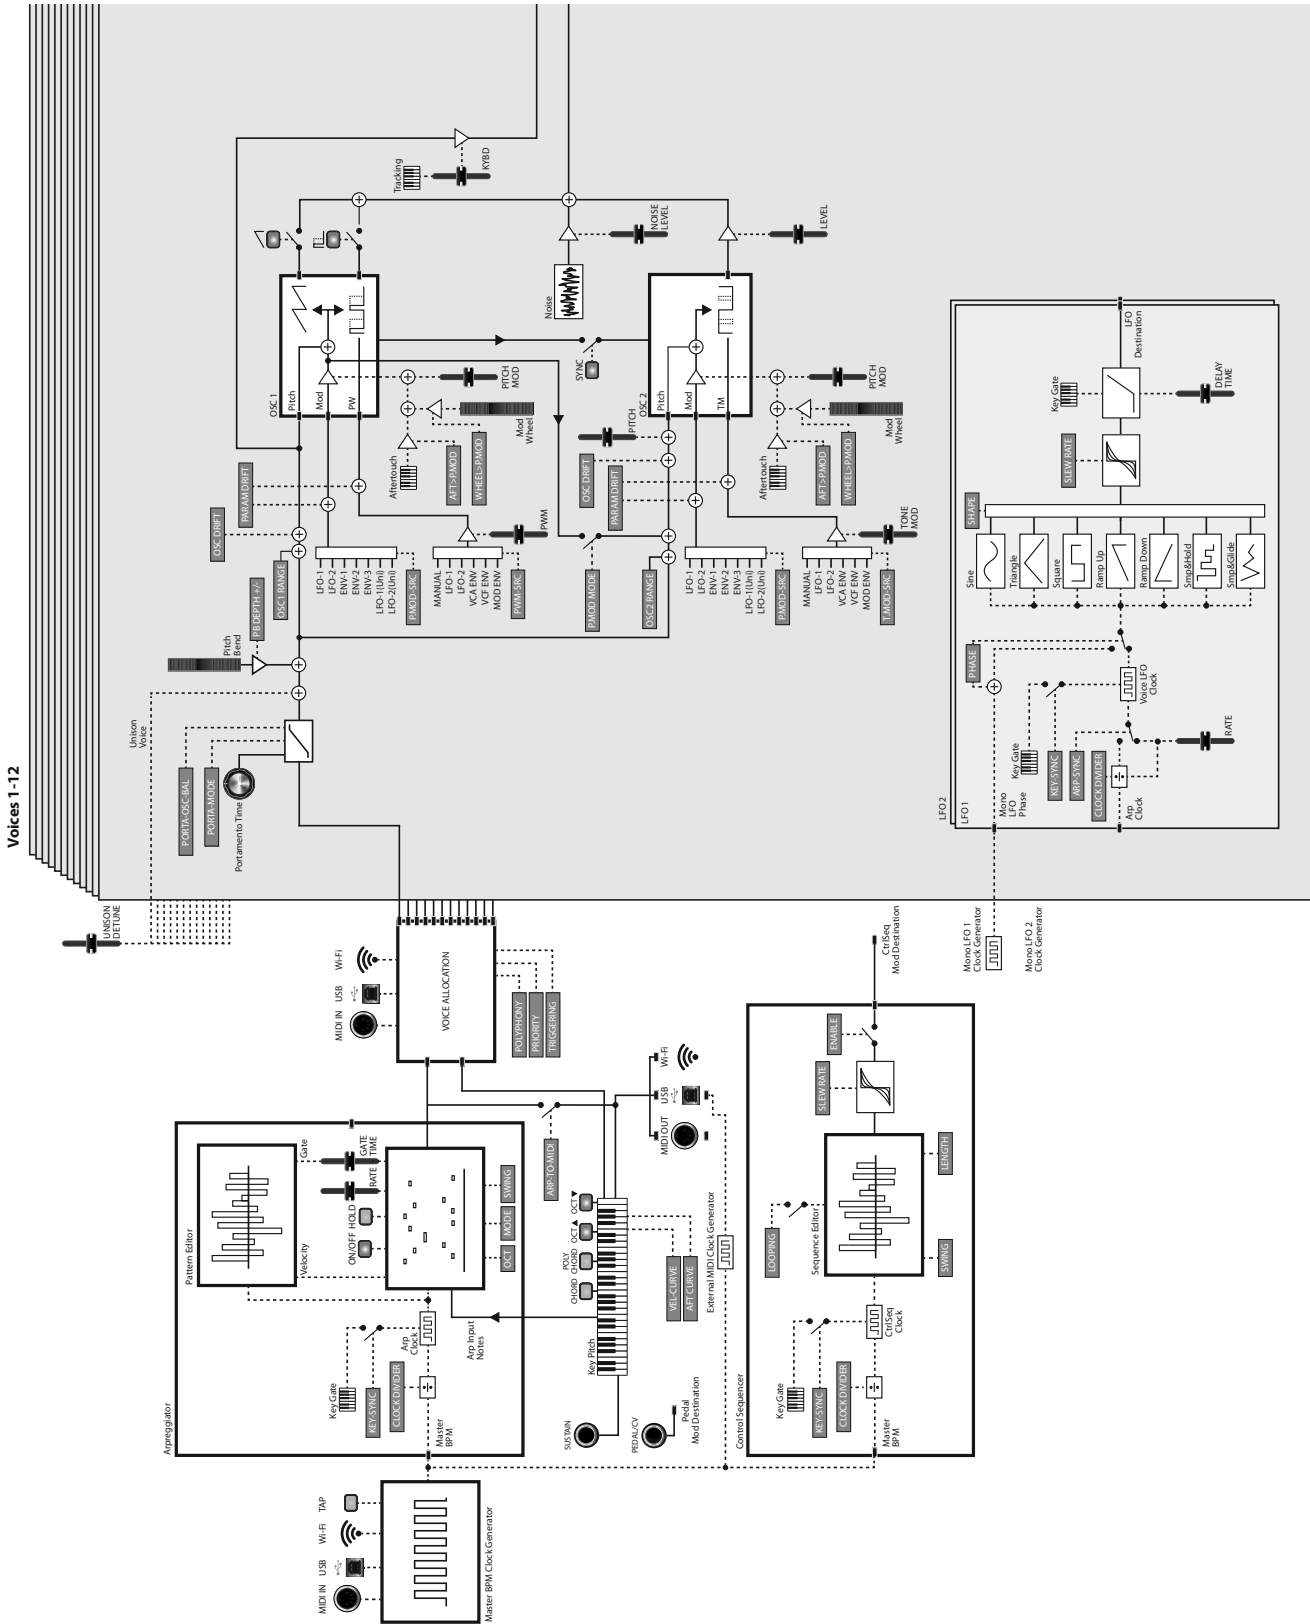 Voices 1-12
UNISON
DETUNE
Unison
Voice
PORTA-OSC-BAL
PORTA-MODE
Portamento Time
Pitch
Bend
PB DEPTH +/-
OSC 1 RANGE
OSC DRIFT
PARAM DRIFT
LFO-1
LFO-2
ENV-1
ENV-2
ENV-3
LFO-1(Uni)
LFO-2(Uni)
P.MOD-SRC
MANUAL
LFO-1
LFO-2
VCA ENV
VCF ENV
MOD ENV
PWM-SRC
PWM
Aftertouch
AFT>P.MOD
WHEEL>P.MOD
Mod
Wheel
PITCH
MOD
OSC 1
Pitch
Mod
PW
Tracking
KYBD
Noise
NOISE
LEVEL
SYNC
P.MOD MODE
OSC2 RANGE
OSC DRIFT
PARAM DRIFT
PITCH
LFO-1
LFO-2
ENV-1
ENV-2
ENV-3
LFO-1(Uni)
LFO-2(Uni)
P.MOD-SRC
MANUAL
LFO-1
LFO-2
VCA ENV
VCF ENV
MOD ENV
T.MOD-SRC
TONE
MOD
Aftertouch
AFT>P.MOD
WHEEL>P.MOD
Mod
Wheel
PITCH
MOD
OSC 2
Pitch
Mod
TM
LEVEL
MIDI IN
USB
Wi-Fi
VOICE ALLOCATION
POLYPHONY
PRIORITY
TRIGGERING
Arpeggiator
Pattern Editor
Velocity
Gate
ON/OFF
HOLD
RATE
GATE
TIME
Key Gate
KEY-SYNC
CLOCK DIVIDER
Master
BPM
Arp
Clock
Arp Input
Notes
OCT
MODE
SWING
ARP-TO-MIDI
MIDI OUT
USB
Wi-Fi
Key Pitch
CHORD
POLY
CHORD
OCT ▲
OCT ▼
VEL-CURVE
AFT CURVE
SUSTAIN
PEDAL/CV
Pedal
Mod Destination
External MIDI Clock Generator
MIDI IN
USB
Wi-Fi
TAP
Master BPM Clock Generator
Control Sequencer
Key Gate
KEY-SYNC
CLOCK DIVIDER
Master
BPM
CtrlSeq
Clock
LOOPING
Sequence Editor
SWING
LENGTH
SLEW RATE
ENABLE
CtrlSeq
Mod Destination
Mono LFO 1
Clock Generator
Mono LFO 2
Clock Generator
LFO 2
LFO 1
Mono
LFO
Phase
Arp
Clock
Key Gate
KEY-SYNC
ARP-SYNC
CLOCK DIVIDER
RATE
Voice LFO
Clock
PHASE
Sine
Triangle
Square
Ramp Up
Ramp Down
Smp&Hold
Smp&Glide
SHAPE
SLEW RATE
Key Gate
DELAY
TIME
LFO
Destination